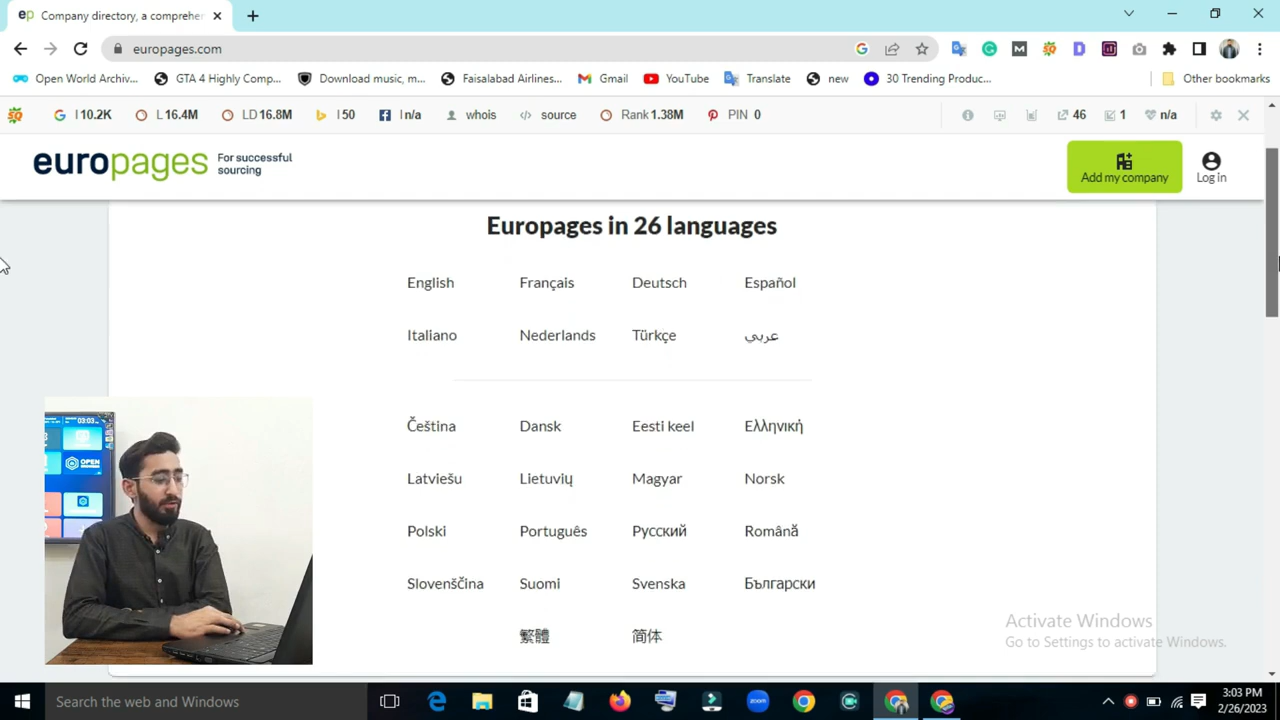 ep Company directory, a comprehen
europages.com
Open World Archiv...
GTA 4 Highly Comp...
Download music, m...
Faisalabad Airlines...
Gmail
YouTube
Translate
new
30 Trending Produc...
Other bookmarks
I 10.2K
L 16.4M
LD 16.8M
I 50
I n/a
whois
source
Rank 1.38M
PIN 0
46
1
n/a
europages
For successful
sourcing
Add my company
Log in
Europages in 26 languages
English Français Deutsch Español
Italiano Nederlands Türkçe عربي
Čeština Dansk Eesti keel Ελληνική
Latviešu Lietuvių Magyar Norsk
Polski Português Русский Română
Slovenščina Suomi Svenska Български
繁體 简体
OPEN
Activate Windows
Go to Settings to activate Windows.
Search the web and Windows
zoom
3:03 PM
2/26/2023